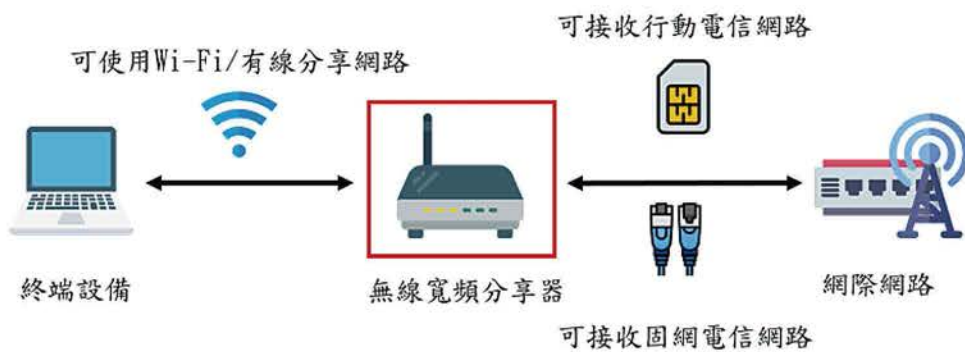 可接收行動電信網路
可使用Wi-Fi/有線分享網路
終端設備
無線寬頻分享器
網際網路
可接收固網電信網路